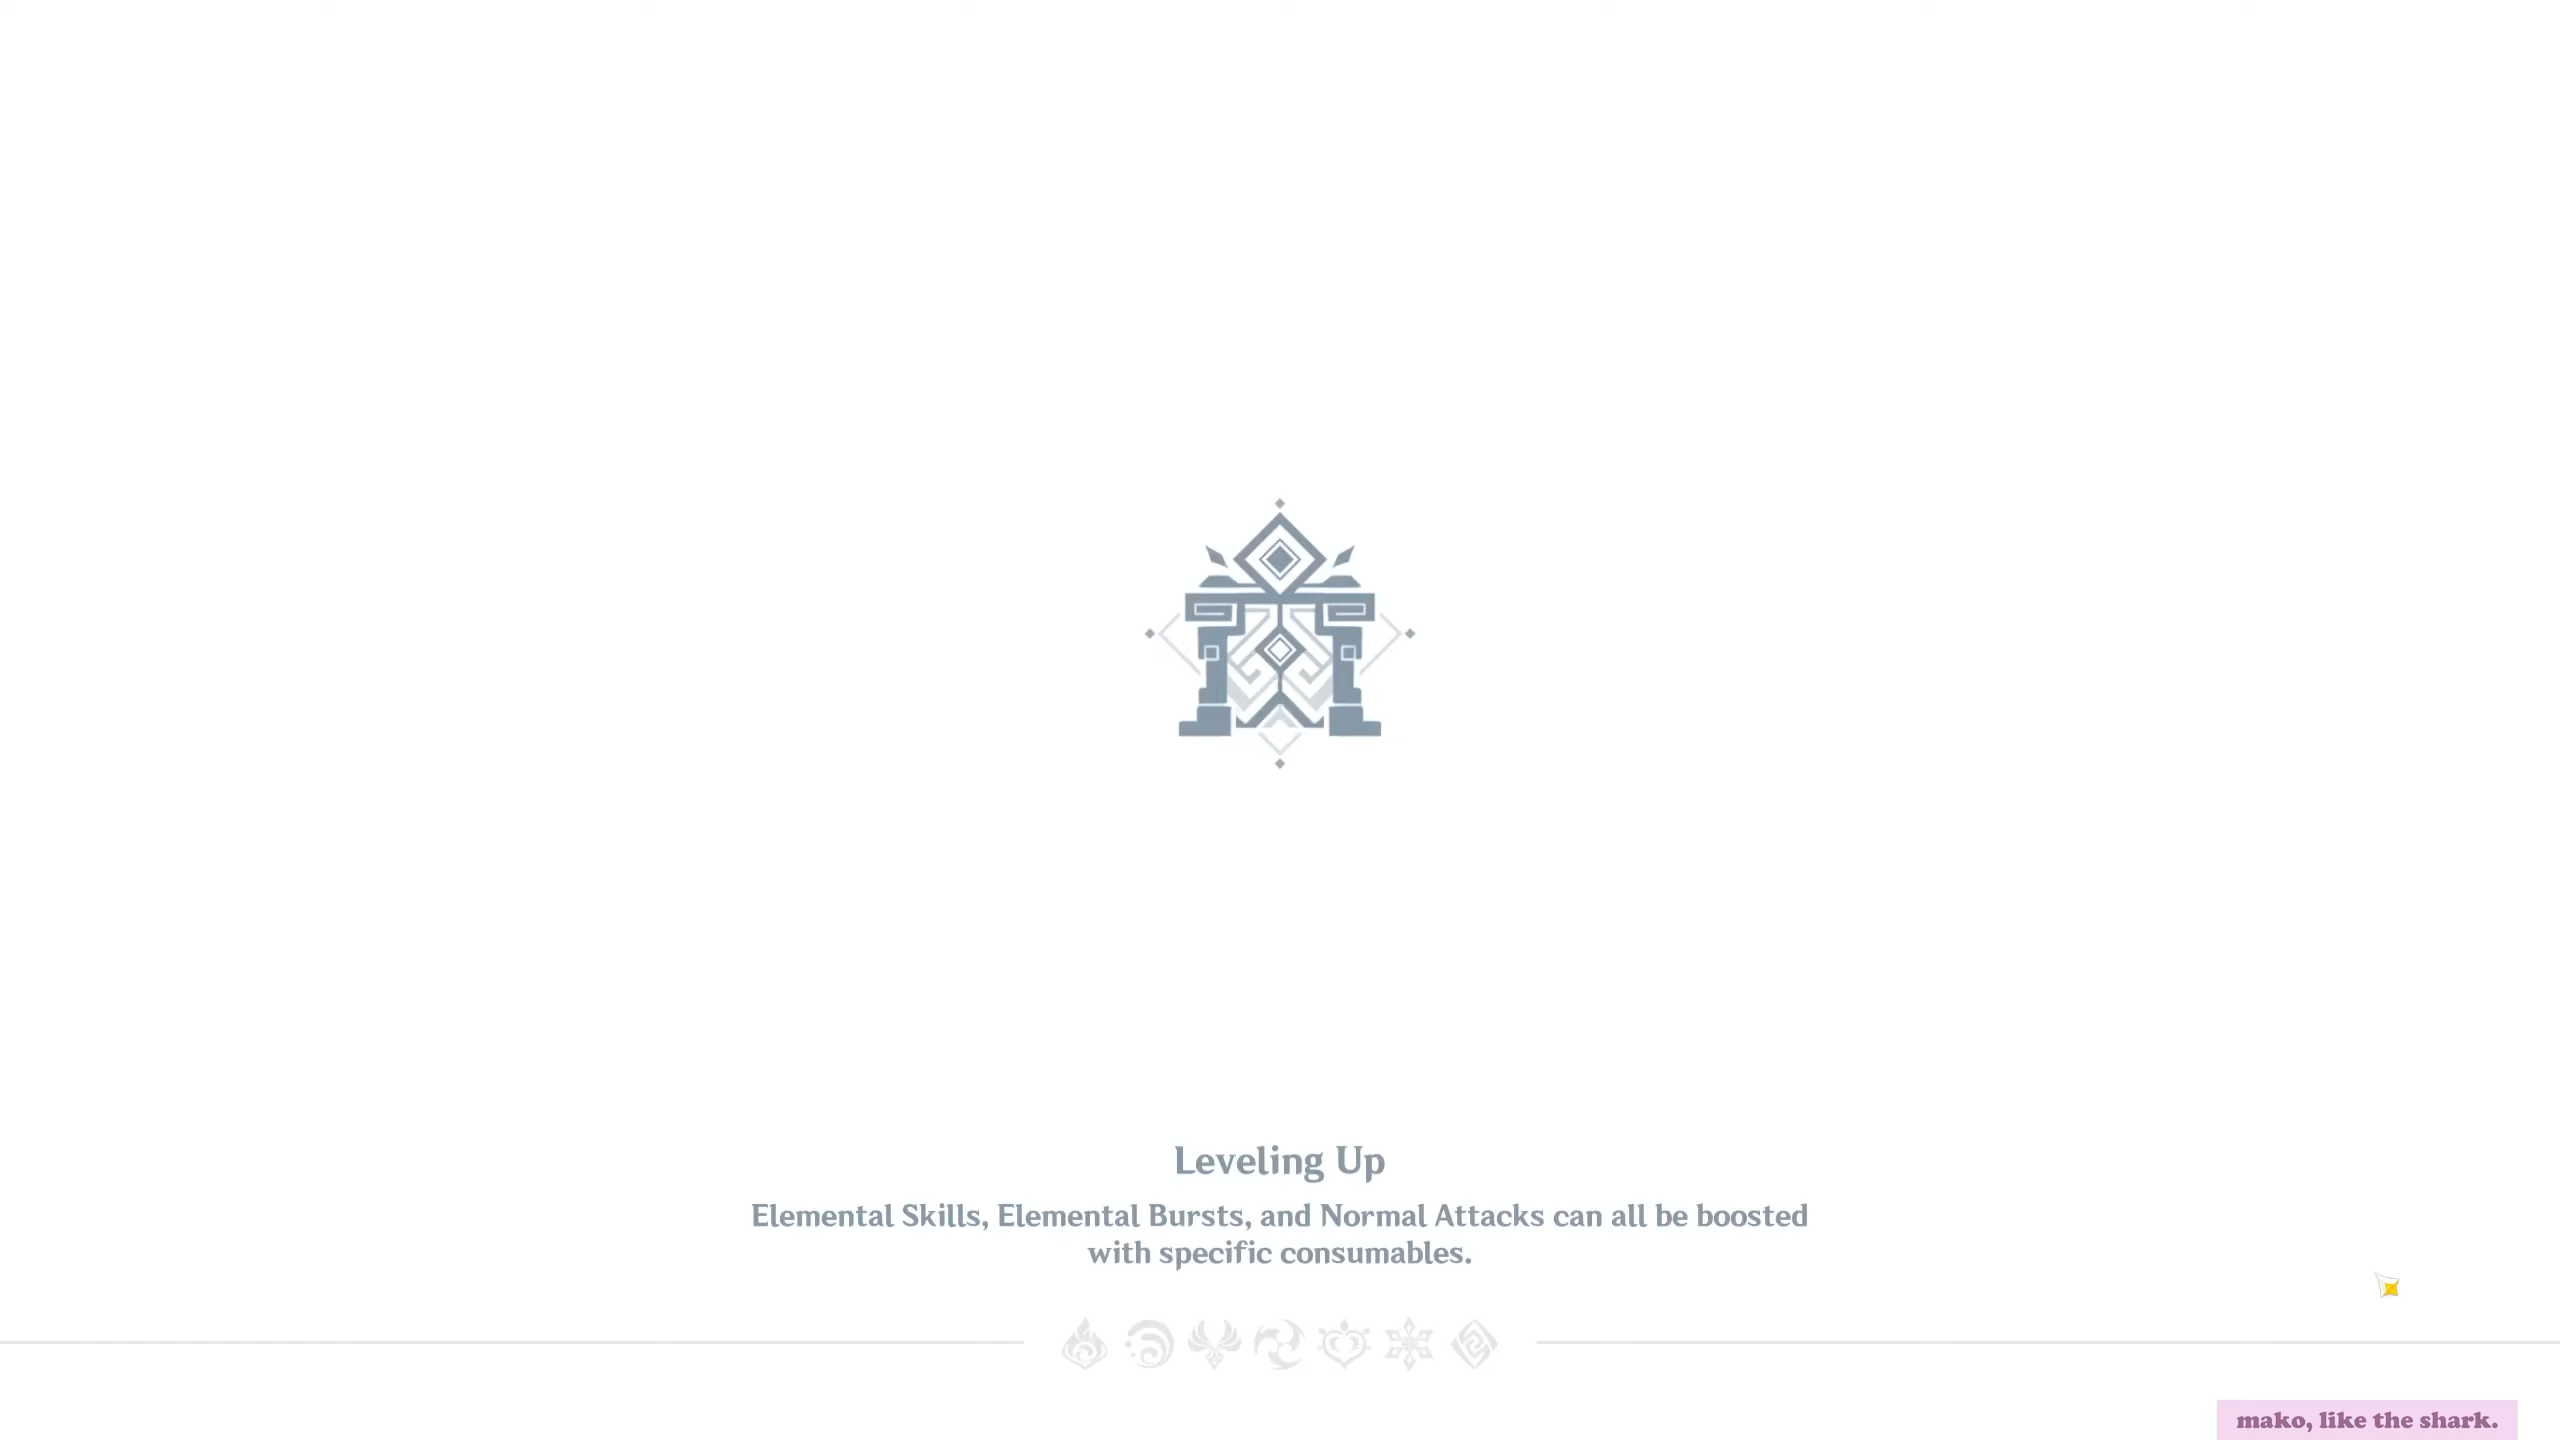 Leveling Up
Elemental Skills, Elemental Bursts, and Normal Attacks can all be boosted
with specific consumables.
mako, like the shark.